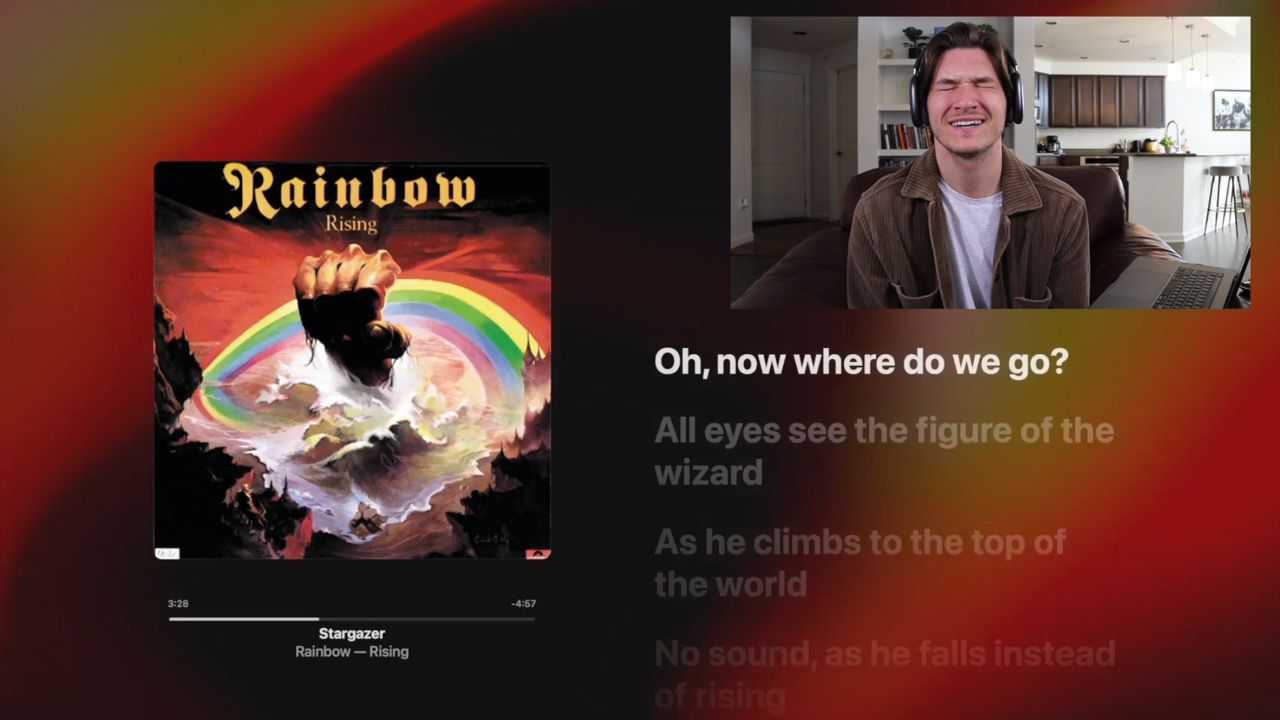 Rainbow
Rising
3:28
-4:57
Stargazer
Rainbow — Rising
Oh, now where do we go?
All eyes see the figure of the
wizard
As he climbs to the top of
the world
No sound, as he falls instead
of rising